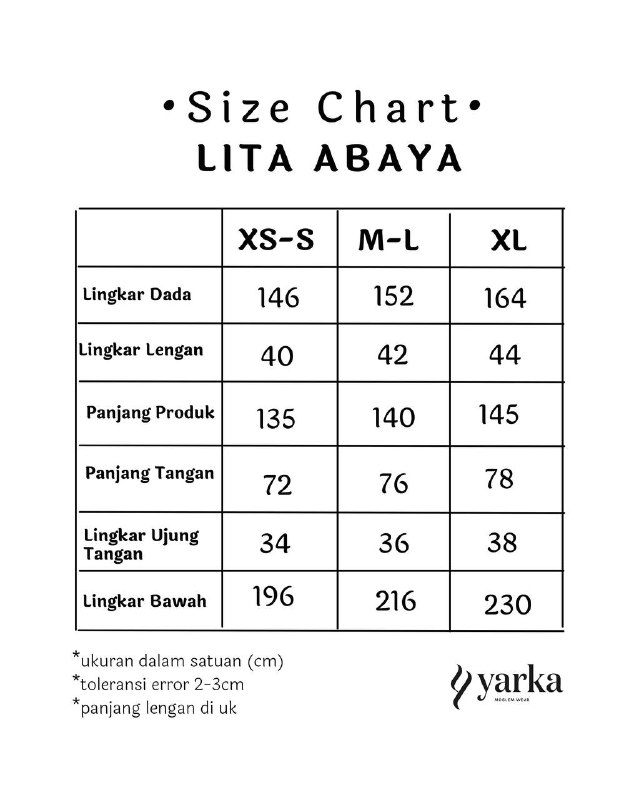 •Size Chart•
LITA ABAYA
XS-S M-L XL
Lingkar Dada 146 152 164
Lingkar Lengan 40 42 44
Panjang Produk 135 140 145
Panjang Tangan 72 76 78
Lingkar Ujung
Tangan 34 36 38
Lingkar Bawah 196 216 230
*ukuran dalam satuan (cm)
*toleransi error 2-3cm
*panjang lengan di uk
yarka
MOSLEM WEAR